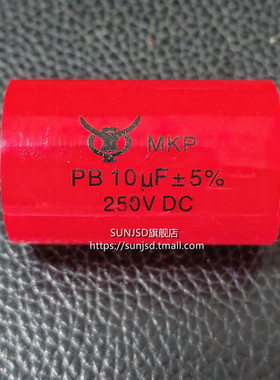 MKP
PB 10µF±5%
250V DC
SUNJSD旗舰店
https://sunjsd.tmall.com